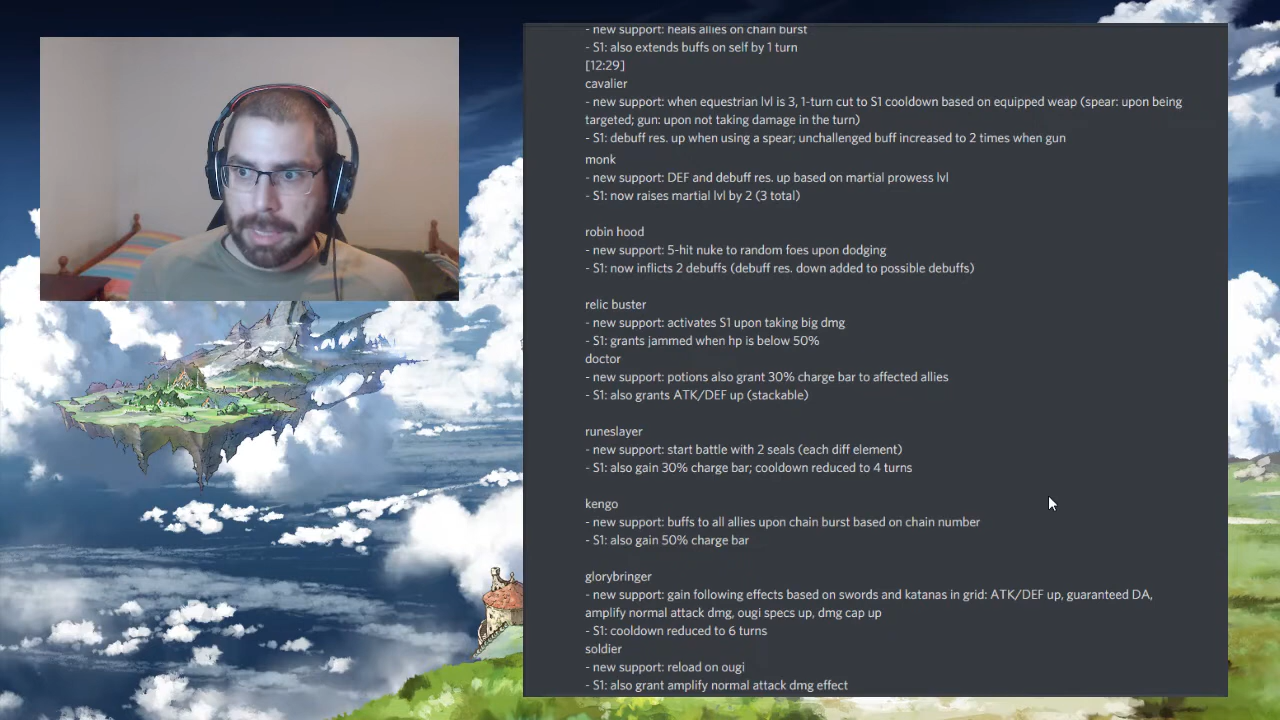 - new support: heals allies on chain burst
- S1: also extends buffs on self by 1 turn
[12:29]
cavalier
- new support: when equestrian lvl is 3, 1-turn cut to S1 cooldown based on equipped weap (spear: upon being
targeted; gun: upon not taking damage in the turn)
- S1: debuff res. up when using a spear; unchallenged buff increased to 2 times when gun
monk
- new support: DEF and debuff res. up based on martial prowess lvl
- S1: now raises martial lvl by 2 (3 total)
robin hood
- new support: 5-hit nuke to random foes upon dodging
- S1: now inflicts 2 debuffs (debuff res. down added to possible debuffs)
relic buster
- new support: activates S1 upon taking big dmg
- S1: grants jammed when hp is below 50%
doctor
- new support: potions also grant 30% charge bar to affected allies
- S1: also grants ATK/DEF up (stackable)
runeslayer
- new support: start battle with 2 seals (each diff element)
- S1: also gain 30% charge bar; cooldown reduced to 4 turns
kengo
- new support: buffs to all allies upon chain burst based on chain number
- S1: also gain 50% charge bar
glorybringer
- new support: gain following effects based on swords and katanas in grid: ATK/DEF up, guaranteed DA,
amplify normal attack dmg, ougi specs up, dmg cap up
- S1: cooldown reduced to 6 turns
soldier
- new support: reload on ougi
- S1: also grant amplify normal attack dmg effect